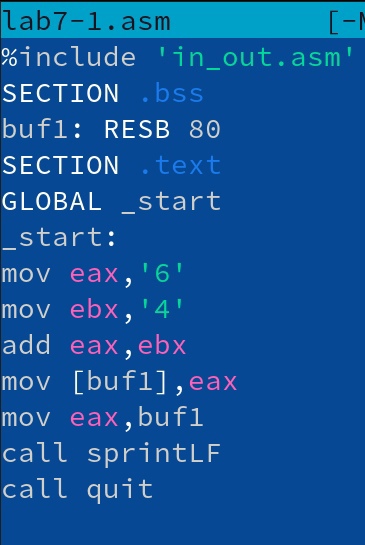 lab7-1.asm [-M
%include 'in_out.asm'
SECTION .bss
buf1: RESB 80
SECTION .text
GLOBAL _start
_start:
mov eax,'6'
mov ebx,'4'
add eax,ebx
mov [buf1],eax
mov eax,buf1
call sprintLF
call quit